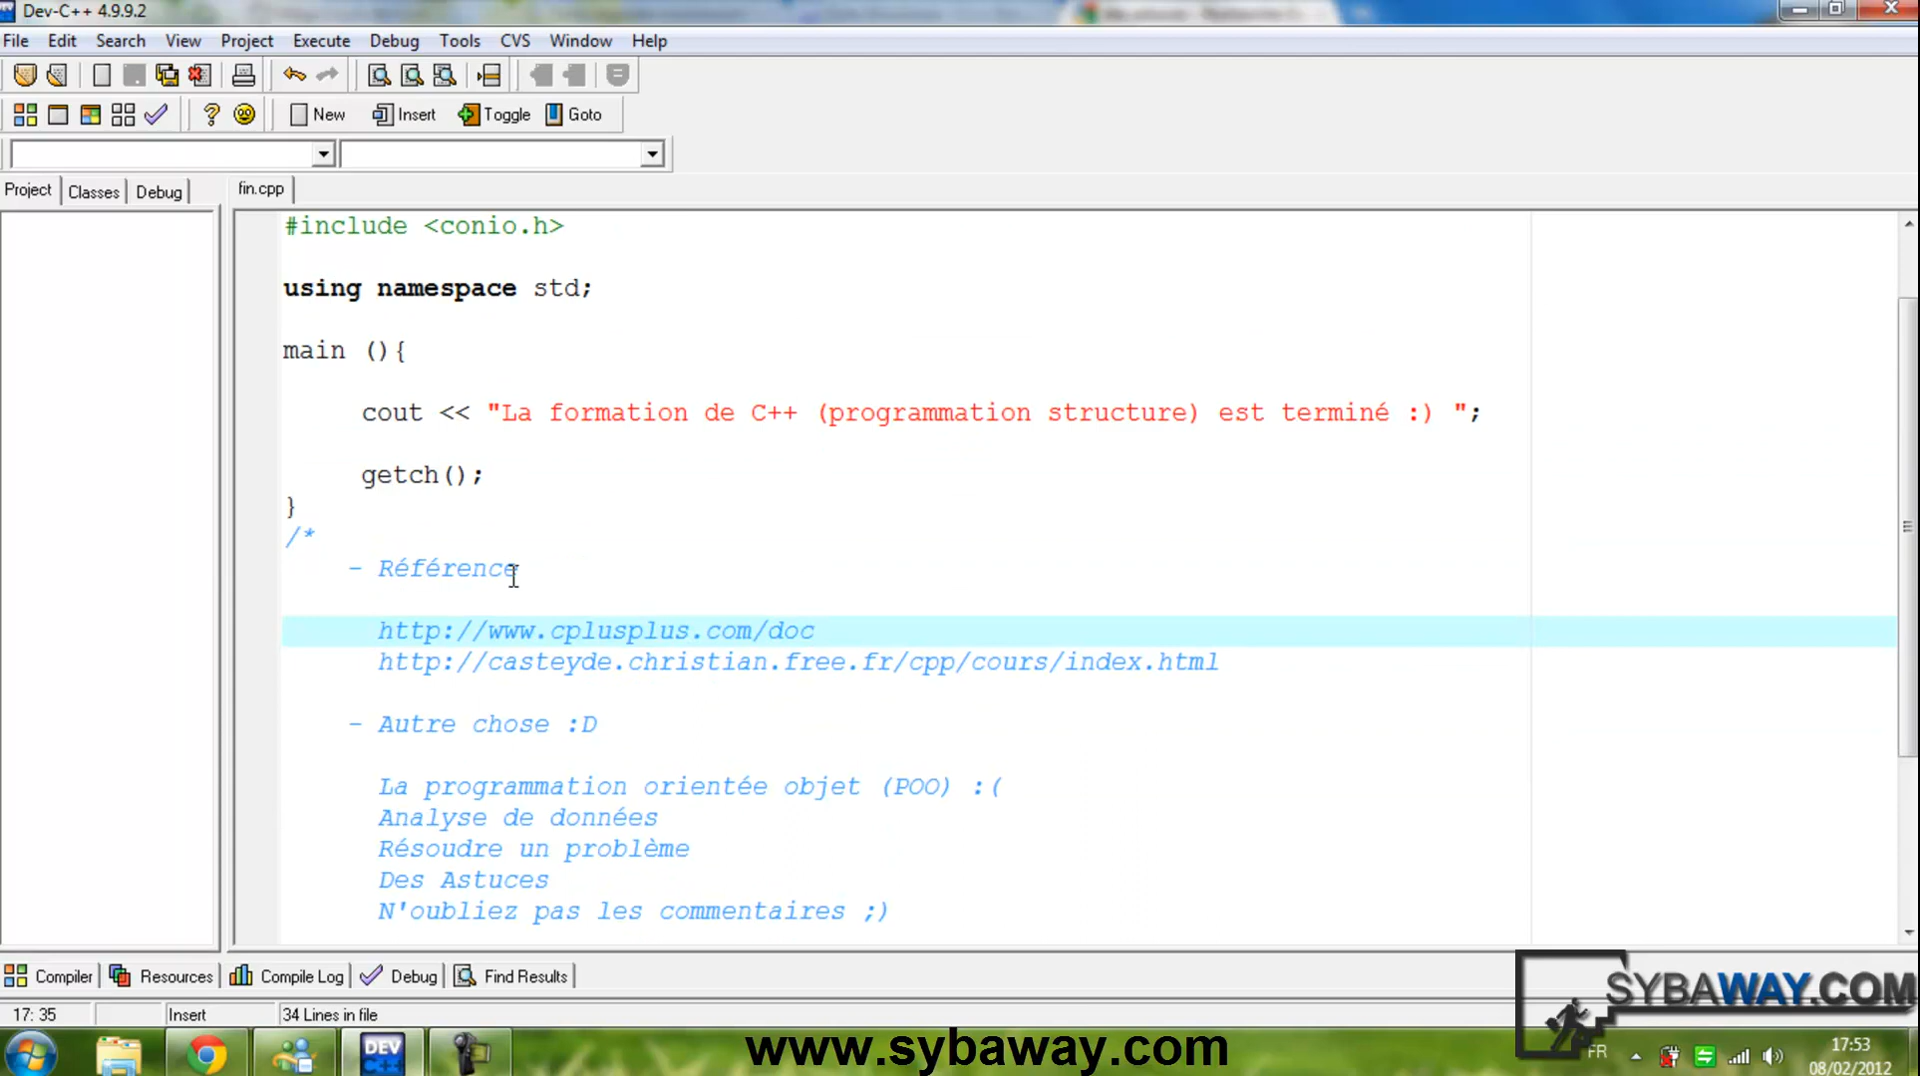 Dev-C++ 4.9.9.2
File Edit Search View Project Execute Debug Tools CVS Window Help
New Insert Toggle Goto
Project Classes Debug fin.cpp
#include <conio.h>
using namespace std;
main (){
cout << "La formation de C++ (programmation structure) est terminé :) ";
getch();
}
/*
- Référence
http://www.cplusplus.com/doc
http://casteyde.christian.free.fr/cpp/cours/index.html
- Autre chose :D
La programmation orientée objet (POO) :(
Analyse de données
Résoudre un problème
Des Astuces
N'oubliez pas les commentaires ;)
Compiler Resources Compile Log Debug Find Results
SYBAWAY.COM
17: 35 Insert 34 Lines in file
DEV C++
www.sybaway.com
FR
17:53
08/02/2012